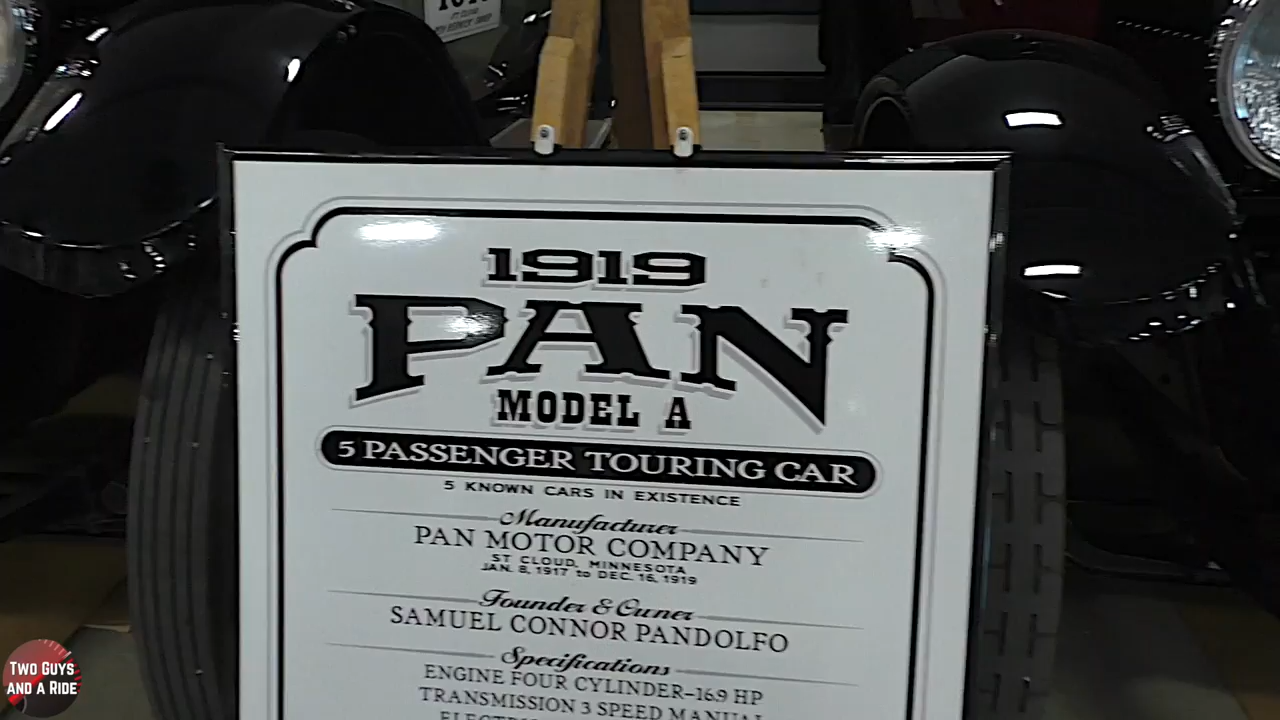 1919
PAN
MODEL A
5 PASSENGER TOURING CAR
5 KNOWN CARS IN EXISTENCE
Manufacturer
PAN MOTOR COMPANY
ST CLOUD, MINNESOTA
JAN. 8, 1917 to DEC. 16, 1919
Founder & Owner
SAMUEL CONNOR PANDOLFO
Specifications
ENGINE FOUR CYLINDER-16.9 HP
TRANSMISSION 3 SPEED MANUAL
TWO GUYS
AND A RIDE